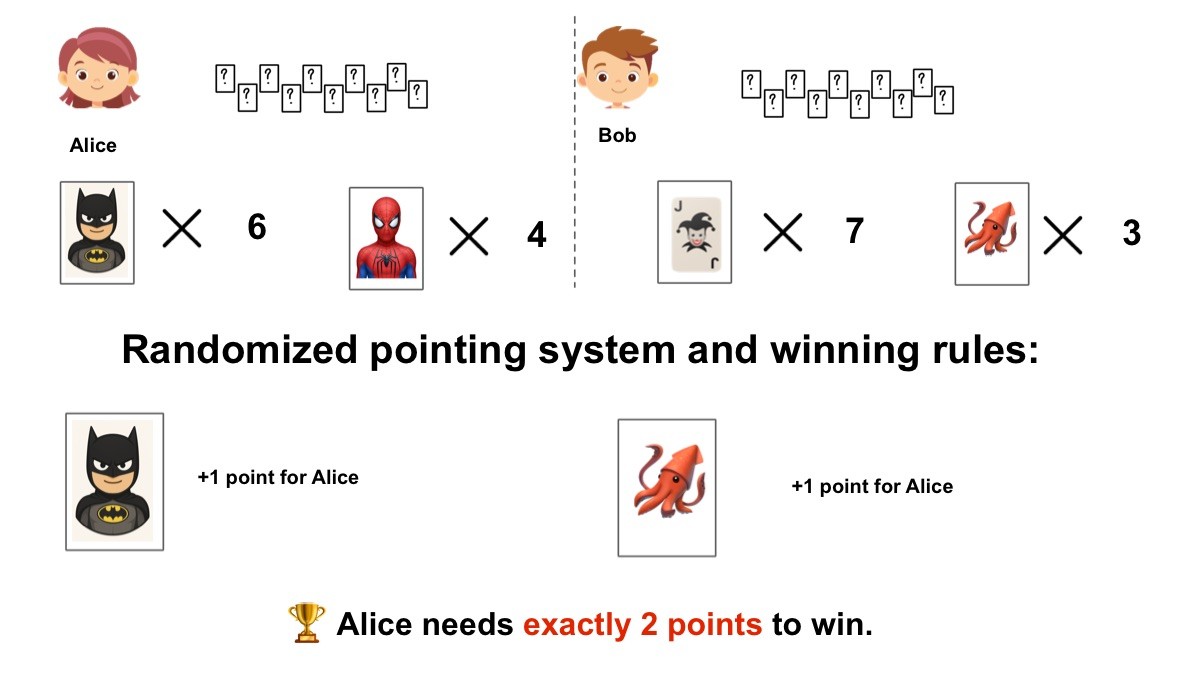 ? ? ? ? ? ? ? ? ? ?
? ? ? ? ? ? ? ? ? ?
Alice
Bob
6
4
J
J
7
3
Randomized pointing system and winning rules:
+1 point for Alice
+1 point for Alice
Alice needs exactly 2 points to win.